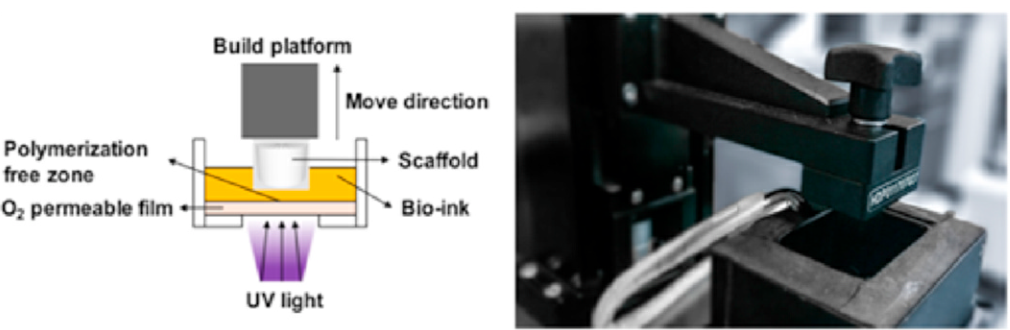 Build platform
Move direction
Polymerization
free zone
Scaffold
O₂ permeable film
Bio-ink
UV light